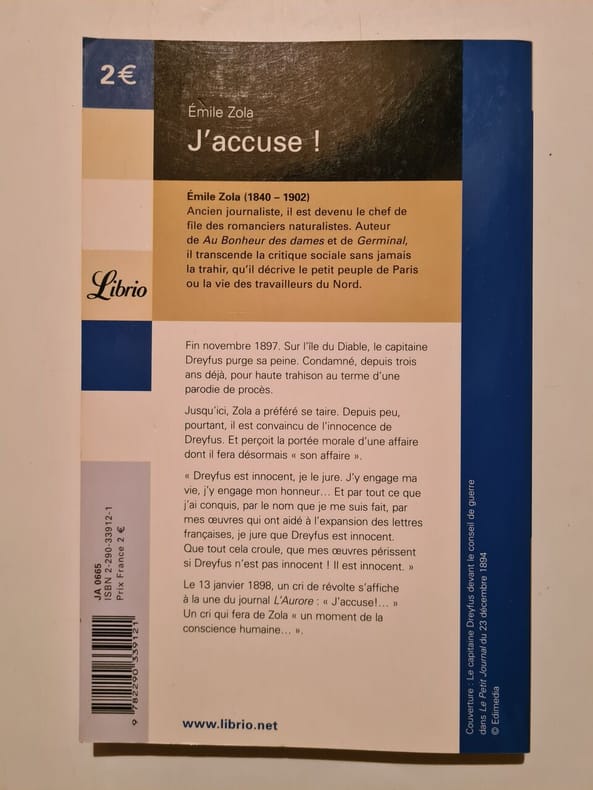 2€
Émile Zola
J'accuse !
Émile Zola (1840 – 1902)
Ancien journaliste, il est devenu le chef de
file des romanciers naturalistes. Auteur
de Au Bonheur des dames et de Germinal,
il transcende la critique sociale sans jamais
la trahir, qu'il décrive le petit peuple de Paris
ou la vie des travailleurs du Nord.
Librio
Fin novembre 1897. Sur l'île du Diable, le capitaine
Dreyfus purge sa peine. Condamné, depuis trois
ans déjà, pour haute trahison au terme d'une
parodie de procès.
Jusqu'ici, Zola a préféré se taire. Depuis peu,
pourtant, il est convaincu de l'innocence de
Dreyfus. Et perçoit la portée morale d'une affaire
dont il fera désormais « son affaire ».
« Dreyfus est innocent, je le jure. J'y engage ma
vie, j'y engage mon honneur... Et par tout ce que
j'ai conquis, par le nom que je me suis fait, par
mes œuvres qui ont aidé à l'expansion des lettres
françaises, je jure que Dreyfus est innocent.
Que tout cela croule, que mes œuvres périssent
si Dreyfus n'est pas innocent ! Il est innocent. »
Le 13 janvier 1898, un cri de révolte s'affiche
à la une du journal L'Aurore : « J'accuse!... »
Un cri qui fera de Zola « un moment de la
conscience humaine... ».
www.librio.net
JA 0665
ISBN 2-290-33912-1
Prix France 2 €
9 782290 339121
Couverture : Le capitaine Dreyfus devant le conseil de guerre
dans Le Petit Journal du 23 décembre 1894
© Edimedia